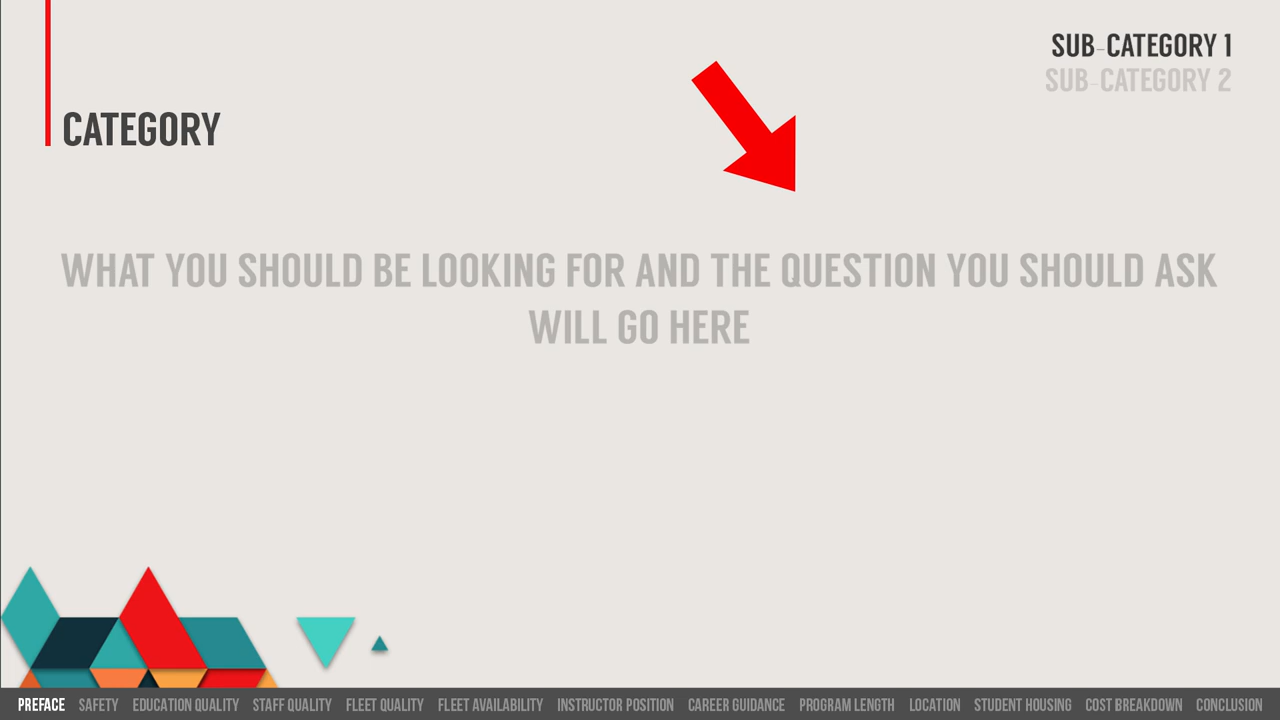 SUB-CATEGORY 1
SUB-CATEGORY 2
CATEGORY
WHAT YOU SHOULD BE LOOKING FOR AND THE QUESTION YOU SHOULD ASK
WILL GO HERE
PREFACE SAFETY EDUCATION QUALITY STAFF QUALITY FLEET QUALITY FLEET AVAILABILITY INSTRUCTOR POSITION CAREER GUIDANCE PROGRAM LENGTH LOCATION STUDENT HOUSING COST BREAKDOWN CONCLUSION